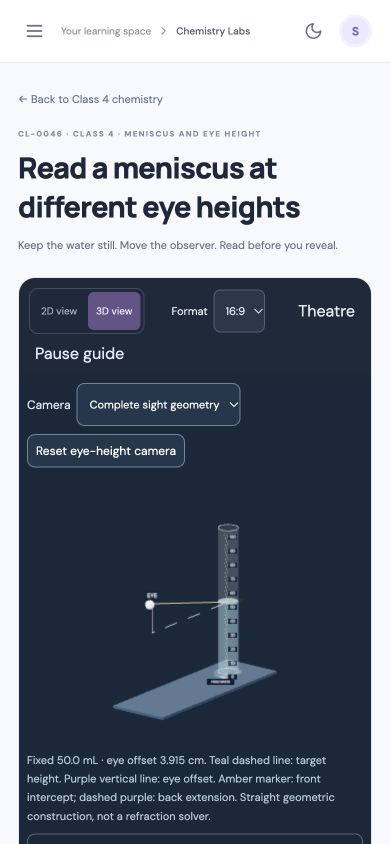 Your learning space > Chemistry Labs
S
← Back to Class 4 chemistry
CL-0046 · CLASS 4 · MENISCUS AND EYE HEIGHT
Read a meniscus at
different eye heights
Keep the water still. Move the observer. Read before you reveal.
2D view 3D view Format 16:9 Theatre
Pause guide
Camera Complete sight geometry
Reset eye-height camera
EYE
Fixed 50.0 mL · eye offset 3.915 cm. Teal dashed line: target
height. Purple vertical line: eye offset. Amber marker: front
intercept; dashed purple: back extension. Straight geometric
construction, not a refraction solver.